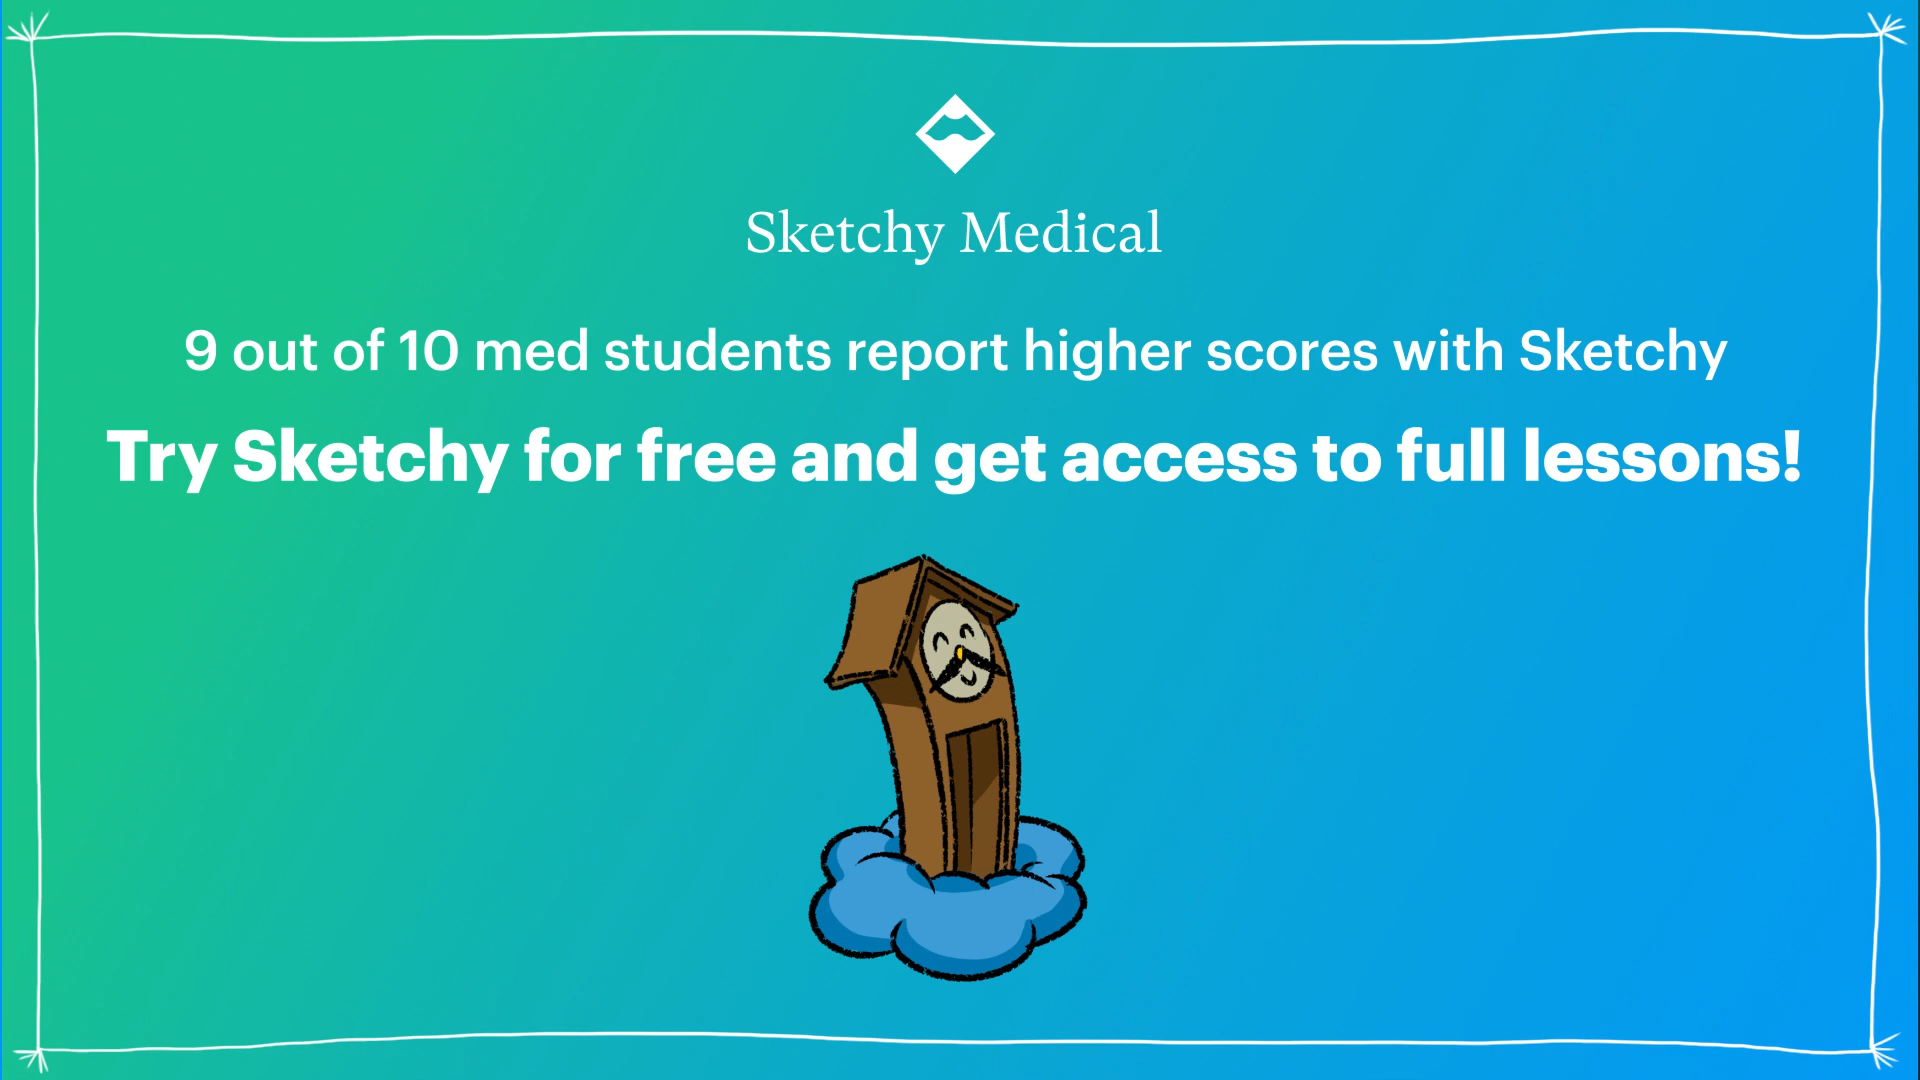 Sketchy Medical
9 out of 10 med students report higher scores with Sketchy
Try Sketchy for free and get access to full lessons!